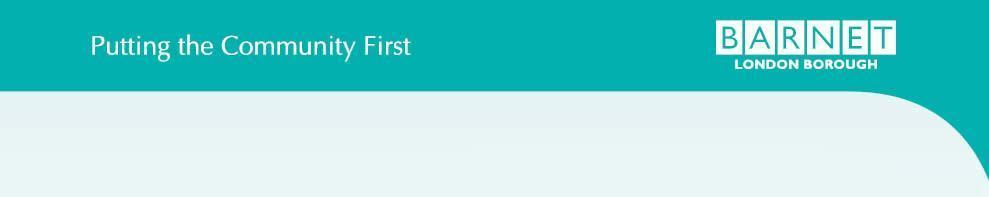 Putting the Community First
BARNET
LONDON BOROUGH